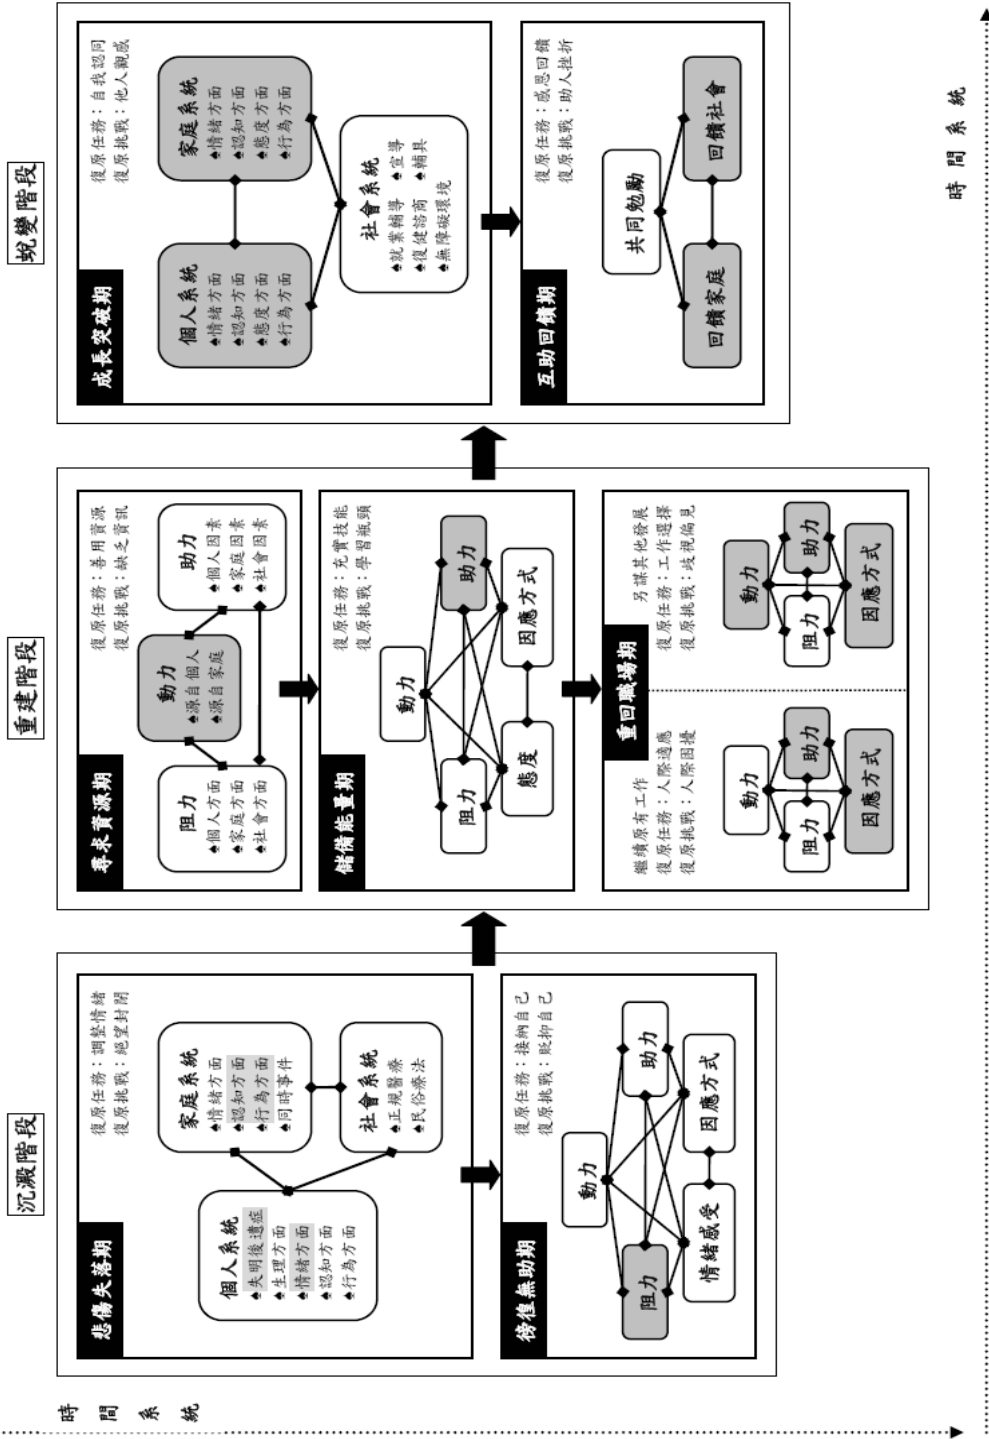 沉澱階段
悲傷失落期
復原任務：調整情緒
復原挑戰：絕望封閉
個人系統
♠失明後遺症
♠生理方面
♠情緒方面
♠認知方面
♠行為方面
家庭系統
♠情緒方面
♠認知方面
♠行為方面
♠同時事件
社會系統
♠正規醫療
♠民俗療法
徬徨無助期
復原任務：接納自己
復原挑戰：貶抑自己
動力
阻力
助力
情緒感受
因應方式
重建階段
尋求資源期
復原任務：善用資源
復原挑戰：缺乏資訊
阻力
♠個人方面
♠家庭方面
♠社會方面
動力
♠源自個人
♠源自家庭
助力
♠個人因素
♠家庭因素
♠社會因素
儲備能量期
復原任務：充實技能
復原挑戰：學習瓶頸
動力
阻力
助力
態度
因應方式
重回職場期
繼續原有工作
復原任務：人際適應
復原挑戰：人際困擾
動力
阻力
助力
因應方式
另謀其他發展
復原任務：工作選擇
復原挑戰：歧視偏見
動力
阻力
助力
因應方式
蛻變階段
成長突破期
復原任務：自我認同
復原挑戰：他人觀感
個人系統
♠情緒方面
♠認知方面
♠態度方面
♠行為方面
家庭系統
♠情緒方面
♠認知方面
♠態度方面
♠行為方面
社會系統
♠就業輔導 ♠宣導
♠復健諮商 ♠輔具
♠無障礙環境
互助回饋期
復原任務：感恩回饋
復原挑戰：助人挫折
共同勉勵
回饋家庭
回饋社會
時間系統
時間系統